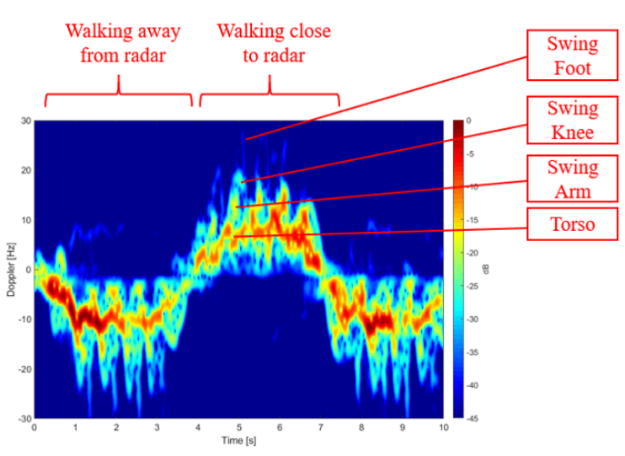 Walking away
from radar
Walking close
to radar
Swing
Foot
Swing
Knee
Swing
Arm
Torso
30
20
10
0
-10
-20
-30
Doppler [Hz]
0 1 2 3 4 5 6 7 8 9 10
Time [s]
0
-5
-10
-15
-20
-25
-30
-35
-40
-45
dB